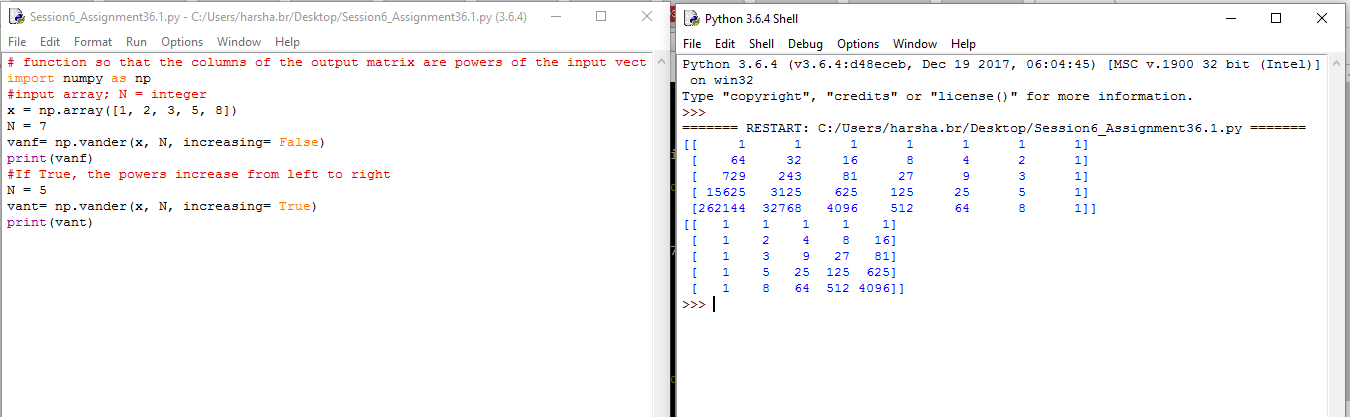 Session6_Assignment36.1.py - C:/Users/harsha.br/Desktop/Session6_Assignment36.1.py (3.6.4)
File Edit Format Run Options Window Help
# function so that the columns of the output matrix are powers of the input vect
import numpy as np
#input array; N = integer
x = np.array([1, 2, 3, 5, 8])
N = 7
vanf= np.vander(x, N, increasing= False)
print(vanf)
#If True, the powers increase from left to right
N = 5
vant= np.vander(x, N, increasing= True)
print(vant)
Python 3.6.4 Shell
File Edit Shell Debug Options Window Help
Python 3.6.4 (v3.6.4:d48eceb, Dec 19 2017, 06:04:45) [MSC v.1900 32 bit (Intel)]
 on win32
Type "copyright", "credits" or "license()" for more information.
>>>
======= RESTART: C:/Users/harsha.br/Desktop/Session6_Assignment36.1.py =======
[[     1      1      1      1      1      1      1]
 [    64     32     16      8      4      2      1]
 [   729    243     81     27      9      3      1]
 [ 15625   3125    625    125     25      5      1]
 [262144  32768   4096    512     64      8      1]]
[[   1    1    1    1    1]
 [   1    2    4    8   16]
 [   1    3    9   27   81]
 [   1    5   25  125  625]
 [   1    8   64  512 4096]]
>>>